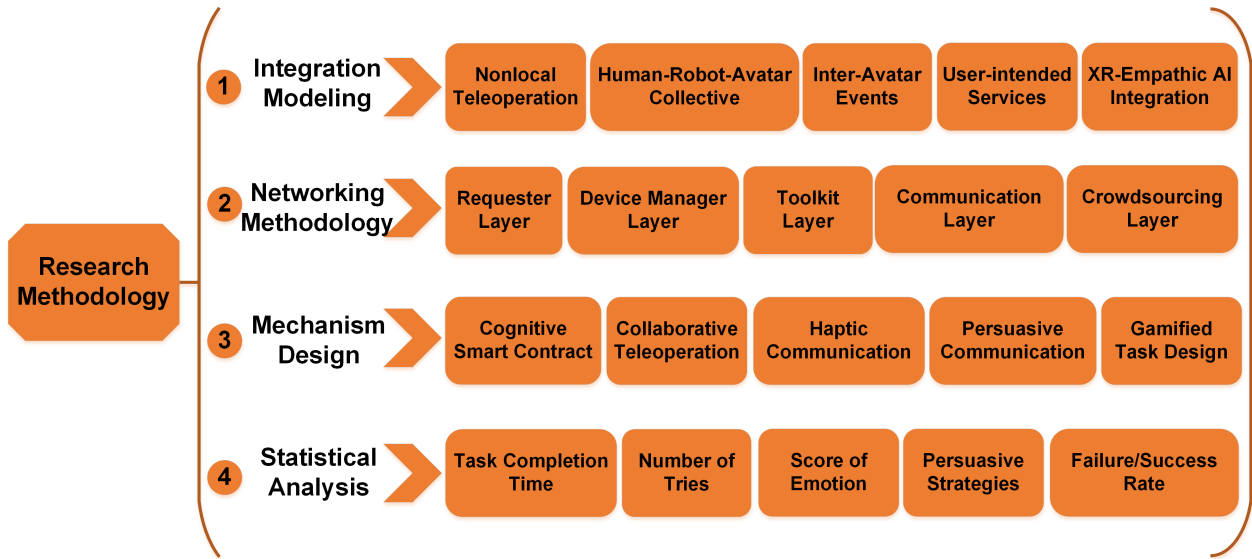 Research
Methodology
1
Integration
Modeling
Nonlocal
Teleoperation
Human-Robot-Avatar
Collective
Inter-Avatar
Events
User-intended
Services
XR-Empathic AI
Integration
2
Networking
Methodology
Requester
Layer
Device Manager
Layer
Toolkit
Layer
Communication
Layer
Crowdsourcing
Layer
3
Mechanism
Design
Cognitive
Smart Contract
Collaborative
Teleoperation
Haptic
Communication
Persuasive
Communication
Gamified
Task Design
4
Statistical
Analysis
Task Completion
Time
Number of
Tries
Score of
Emotion
Persuasive
Strategies
Failure/Success
Rate